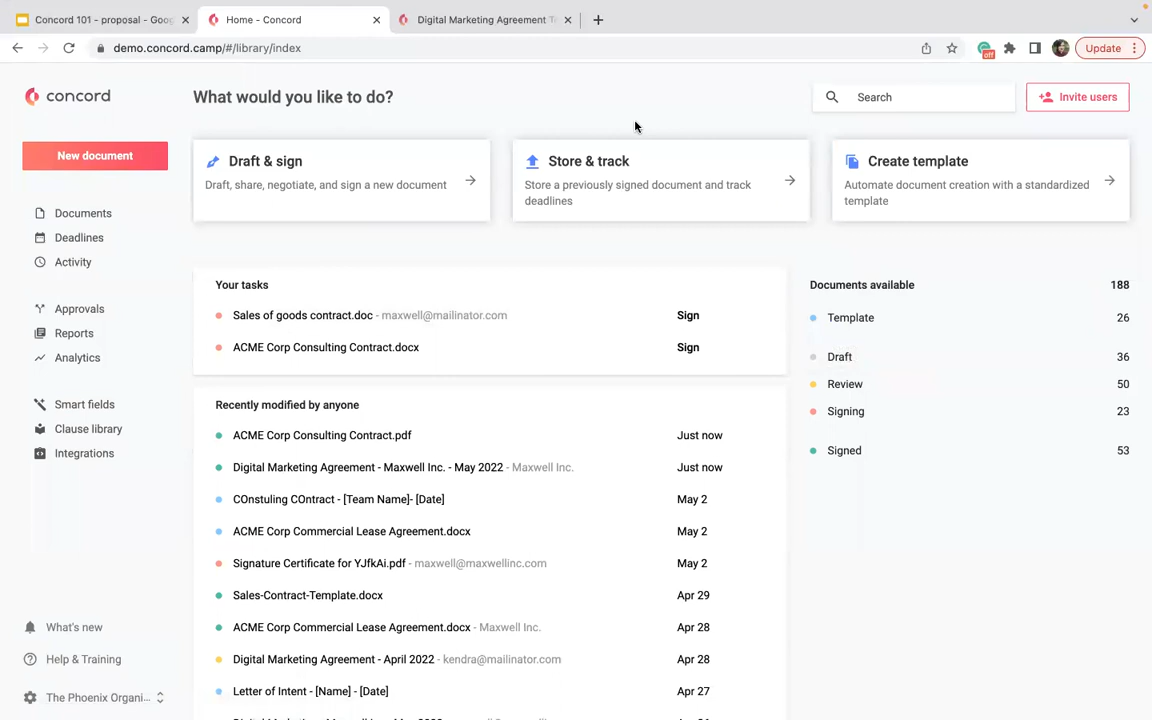 Concord 101 - proposal - Goog
Home - Concord
Digital Marketing Agreement T
demo.concord.camp/#/library/index
off
Update
concord
What would you like to do?
Search
Invite users
New document
Draft & sign
Draft, share, negotiate, and sign a new document
Store & track
Store a previously signed document and track
deadlines
Create template
Automate document creation with a standardized
template
Documents
Deadlines
Activity
Approvals
Reports
Analytics
Smart fields
Clause library
Integrations
Your tasks
Sales of goods contract.doc - maxwell@mailinator.com Sign
ACME Corp Consulting Contract.docx Sign
Recently modified by anyone
ACME Corp Consulting Contract.pdf Just now
Digital Marketing Agreement - Maxwell Inc. - May 2022 - Maxwell Inc. Just now
COnstuling COntract - [Team Name]- [Date] May 2
ACME Corp Commercial Lease Agreement.docx May 2
Signature Certificate for YJfkAi.pdf - maxwell@maxwellinc.com May 2
Sales-Contract-Template.docx Apr 29
ACME Corp Commercial Lease Agreement.docx - Maxwell Inc. Apr 28
Digital Marketing Agreement - April 2022 - kendra@mailinator.com Apr 28
Letter of Intent - [Name] - [Date] Apr 27
Documents available 188
Template 26
Draft 36
Review 50
Signing 23
Signed 53
What's new
Help & Training
The Phoenix Organi...